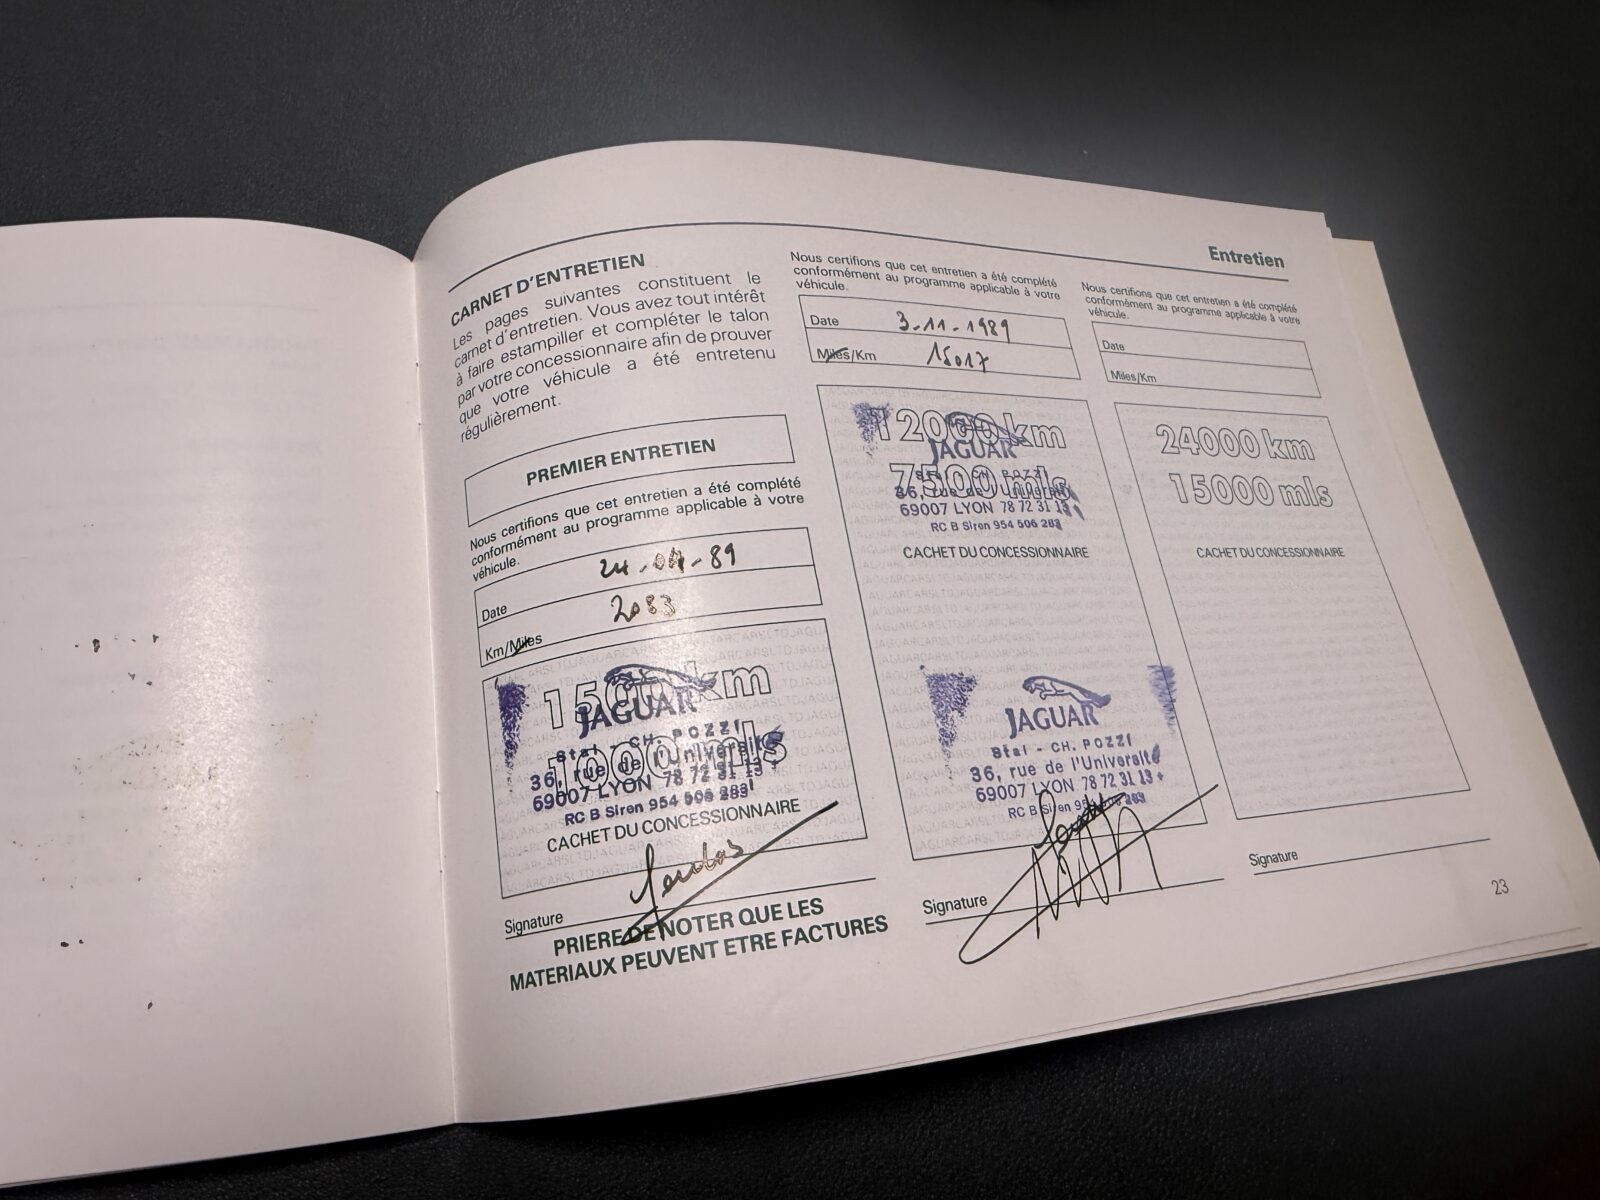 Entretien
CARNET D'ENTRETIEN
Les pages suivantes constituent le
carnet d'entretien. Vous avez tout intérêt
à faire estampiller et compléter le talon
par votre concessionnaire afin de prouver
que votre véhicule a été entretenu
régulièrement.
PREMIER ENTRETIEN
Nous certifions que cet entretien a été complété
conformément au programme applicable à votre
véhicule.
Date 24-04-89
Km/Miles 2083
1500 km
1000 mls
JAGUAR
Stal - CH. POZZI
36, rue de l'Université
69007 LYON 78 72 31 13
RC B Siren 954 506 283
CACHET DU CONCESSIONNAIRE
Signature
PRIERE DE NOTER QUE LES
MATERIAUX PEUVENT ETRE FACTURES
Nous certifions que cet entretien a été complété
conformément au programme applicable à votre
véhicule.
Date 3-11-1989
Miles/Km 15017
12000 km
JAGUAR
7500 mls
Stal - CH. POZZI
36, rue de l'Université
69007 LYON 78 72 31 13
RC B Siren 954 506 283
CACHET DU CONCESSIONNAIRE
JAGUAR
Stal - CH. POZZI
36, rue de l'Université
69007 LYON 78 72 31 13
RC B Siren 954 506 283
Signature
Nous certifions que cet entretien a été complété
conformément au programme applicable à votre
véhicule.
Date
Miles/Km
24000 km
15000 mls
CACHET DU CONCESSIONNAIRE
Signature
23